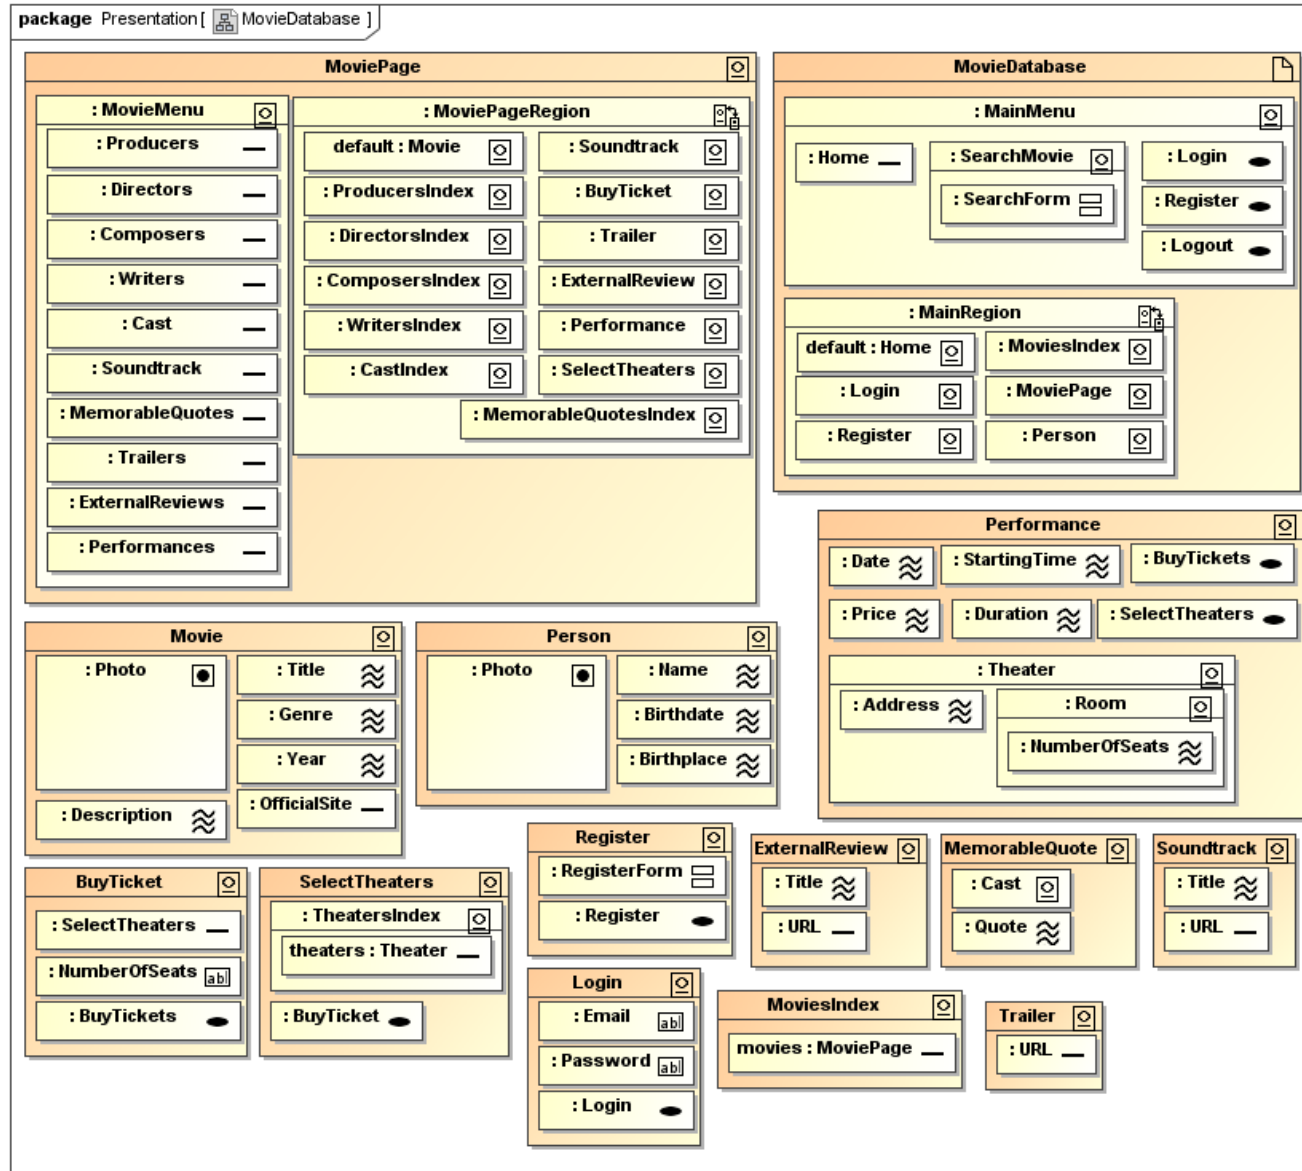 package Presentation [ MovieDatabase ]
MoviePage
: MovieMenu
: Producers
: Directors
: Composers
: Writers
: Cast
: Soundtrack
: MemorableQuotes
: Trailers
: ExternalReviews
: Performances
: MoviePageRegion
default : Movie
: Soundtrack
: ProducersIndex
: BuyTicket
: DirectorsIndex
: Trailer
: ComposersIndex
: ExternalReview
: WritersIndex
: Performance
: CastIndex
: SelectTheaters
: MemorableQuotesIndex
MovieDatabase
: MainMenu
: Home
: SearchMovie
: SearchForm
: Login
: Register
: Logout
: MainRegion
default : Home
: MoviesIndex
: Login
: MoviePage
: Register
: Person
Performance
: Date
: StartingTime
: BuyTickets
: Price
: Duration
: SelectTheaters
: Theater
: Address
: Room
: NumberOfSeats
Movie
: Photo
: Title
: Genre
: Year
: Description
: OfficialSite
Person
: Photo
: Name
: Birthdate
: Birthplace
BuyTicket
: SelectTheaters
: NumberOfSeats
ab
: BuyTickets
SelectTheaters
: TheatersIndex
theaters : Theater
: BuyTicket
Register
: RegisterForm
: Register
ExternalReview
: Title
: URL
MemorableQuote
: Cast
: Quote
Soundtrack
: Title
: URL
Login
: Email
ab
: Password
ab
: Login
MoviesIndex
movies : MoviePage
Trailer
: URL